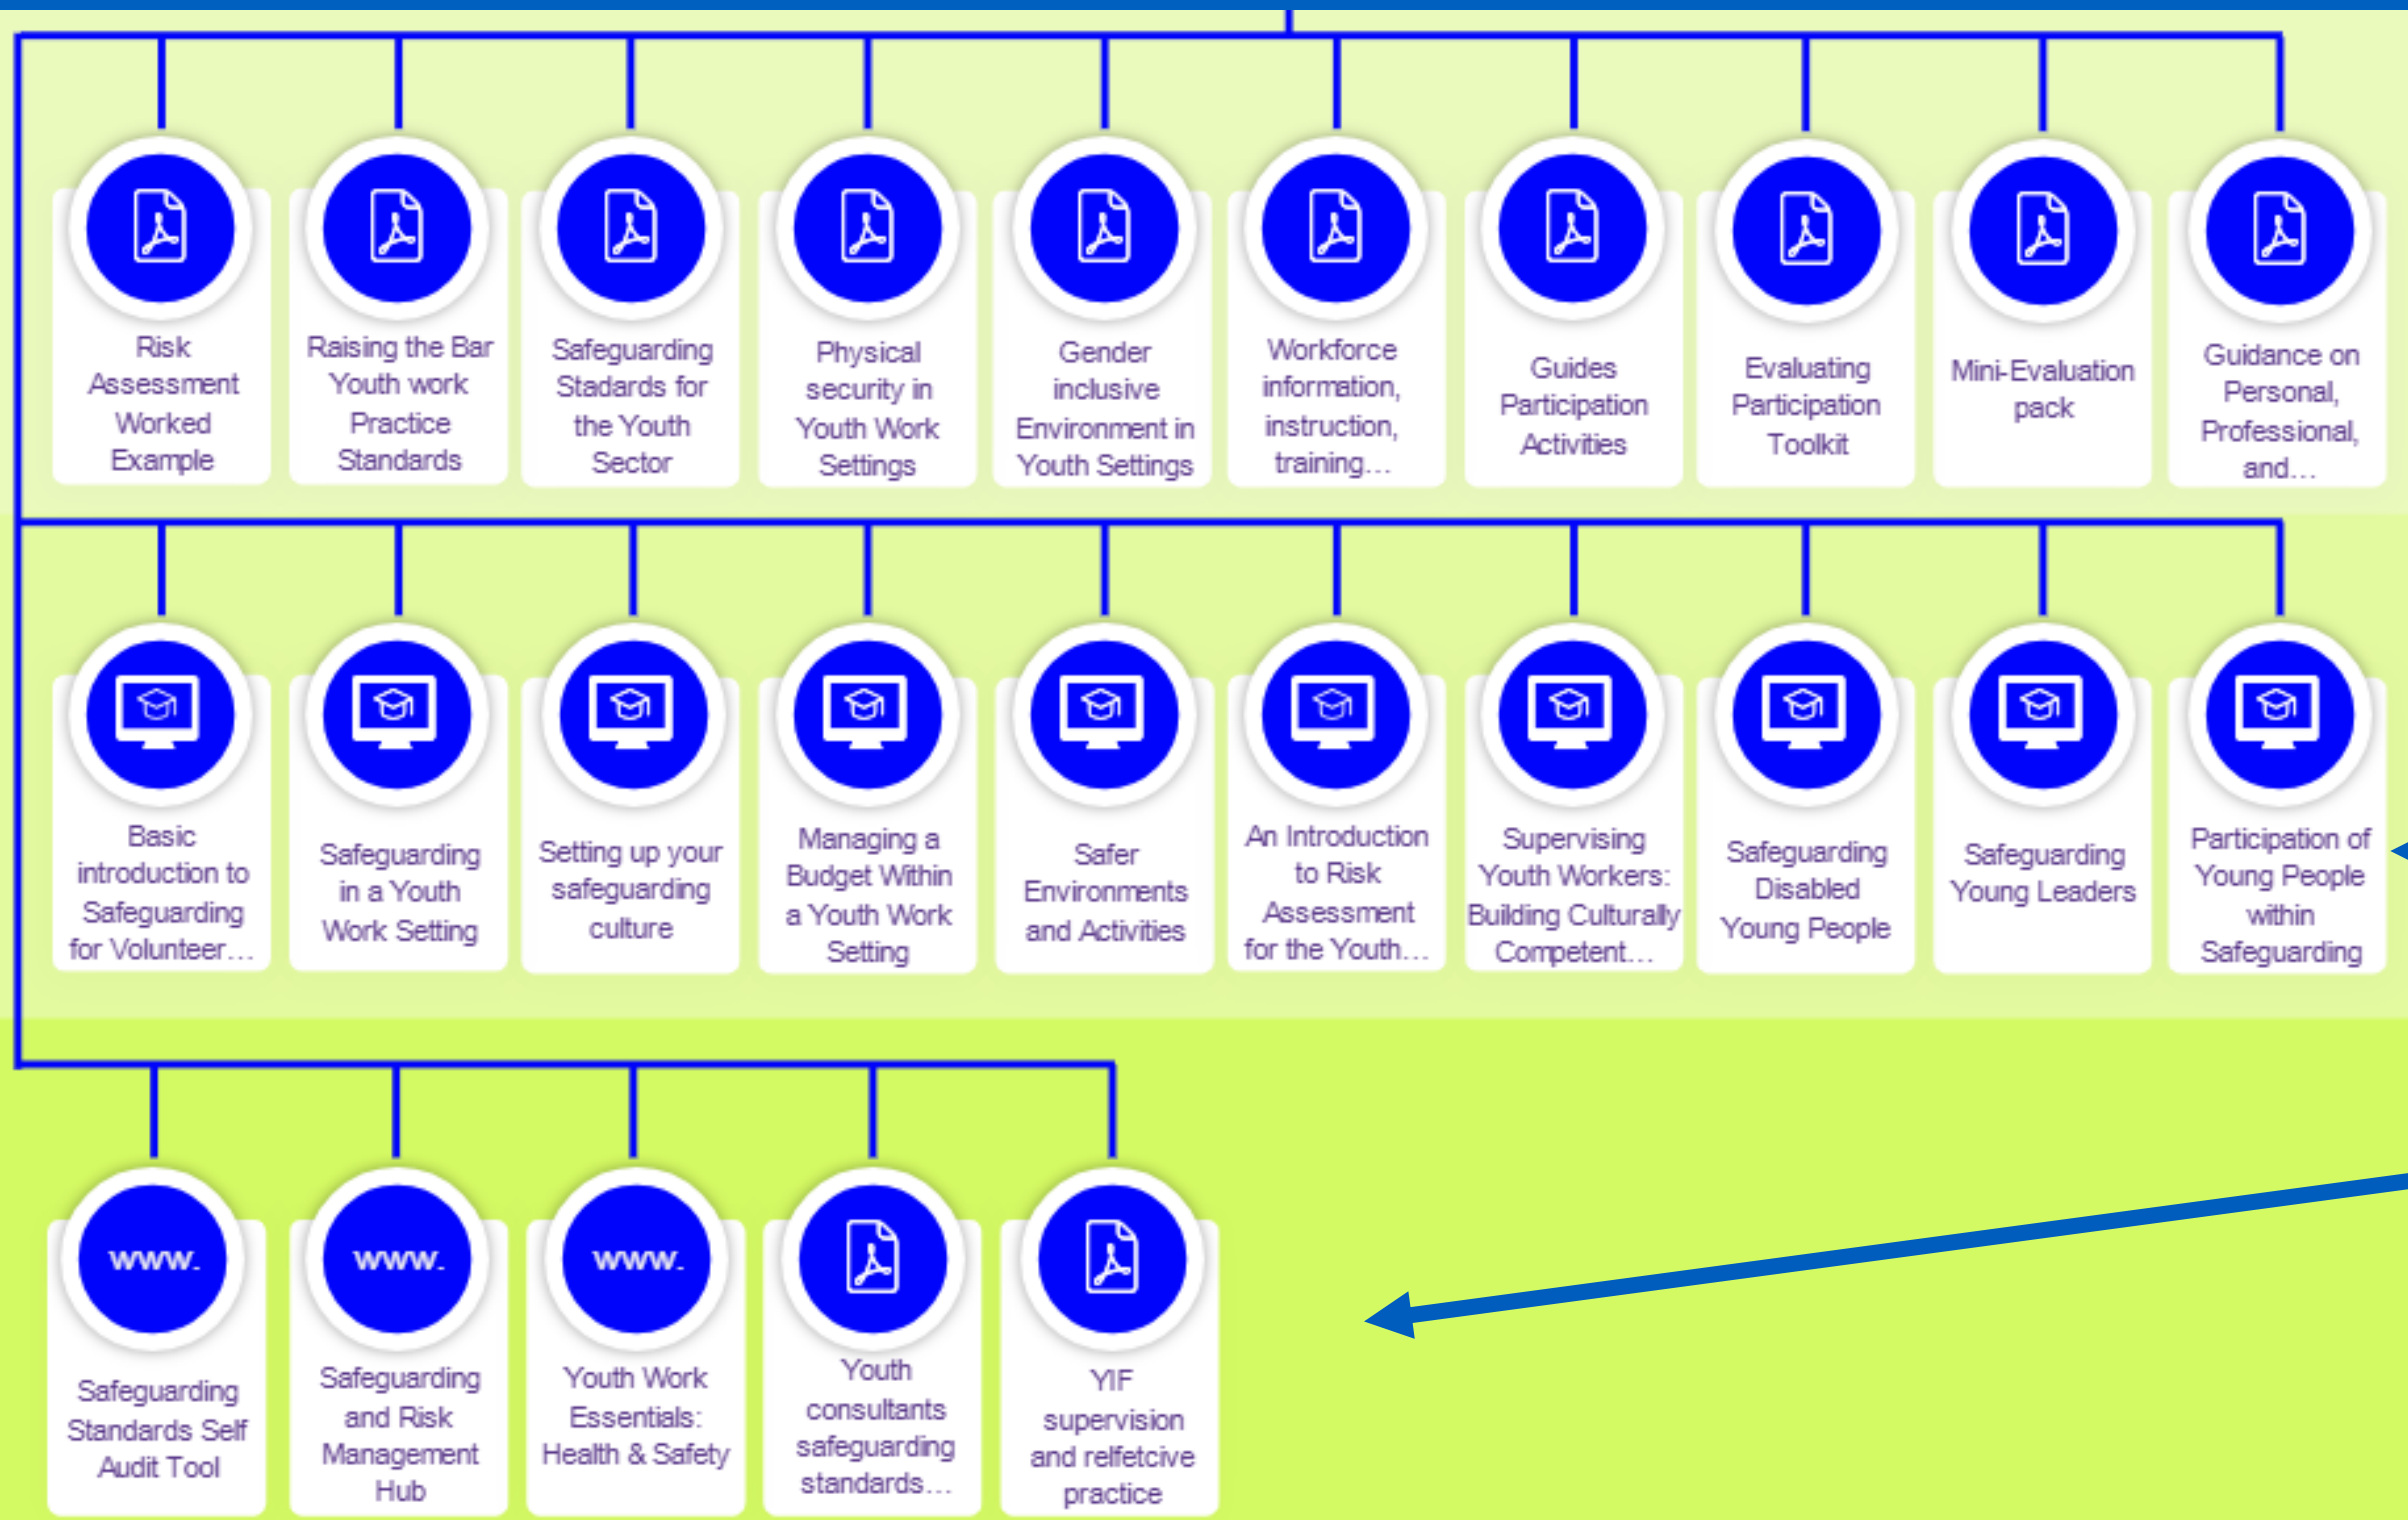 Risk
Assessment
Worked
Example
Raising the Bar
Youth work
Practice
Standards
Safeguarding
Stadards for
the Youth
Sector
Physical
security in
Youth Work
Settings
Gender
inclusive
Environment in
Youth Settings
Workforce
information,
instruction,
training...
Guides
Participation
Activities
Evaluating
Participation
Toolkit
Mini-Evaluation
pack
Guidance on
Personal,
Professional,
and...
Basic
introduction to
Safeguarding
for Volunteer...
Safeguarding
in a Youth
Work Setting
Setting up your
safeguarding
culture
Managing a
Budget Within
a Youth Work
Setting
Safer
Environments
and Activities
An Introduction
to Risk
Assessment
for the Youth...
Supervising
Youth Workers:
Building Culturally
Competent...
Safeguarding
Disabled
Young People
Safeguarding
Young Leaders
Participation of
Young People
within
Safeguarding
www.
Safeguarding
Standards Self
Audit Tool
www.
Safeguarding
and Risk
Management
Hub
www.
Youth Work
Essentials:
Health & Safety
Youth
consultants
safeguarding
standards...
YIF
supervision
and relfetcive
practice